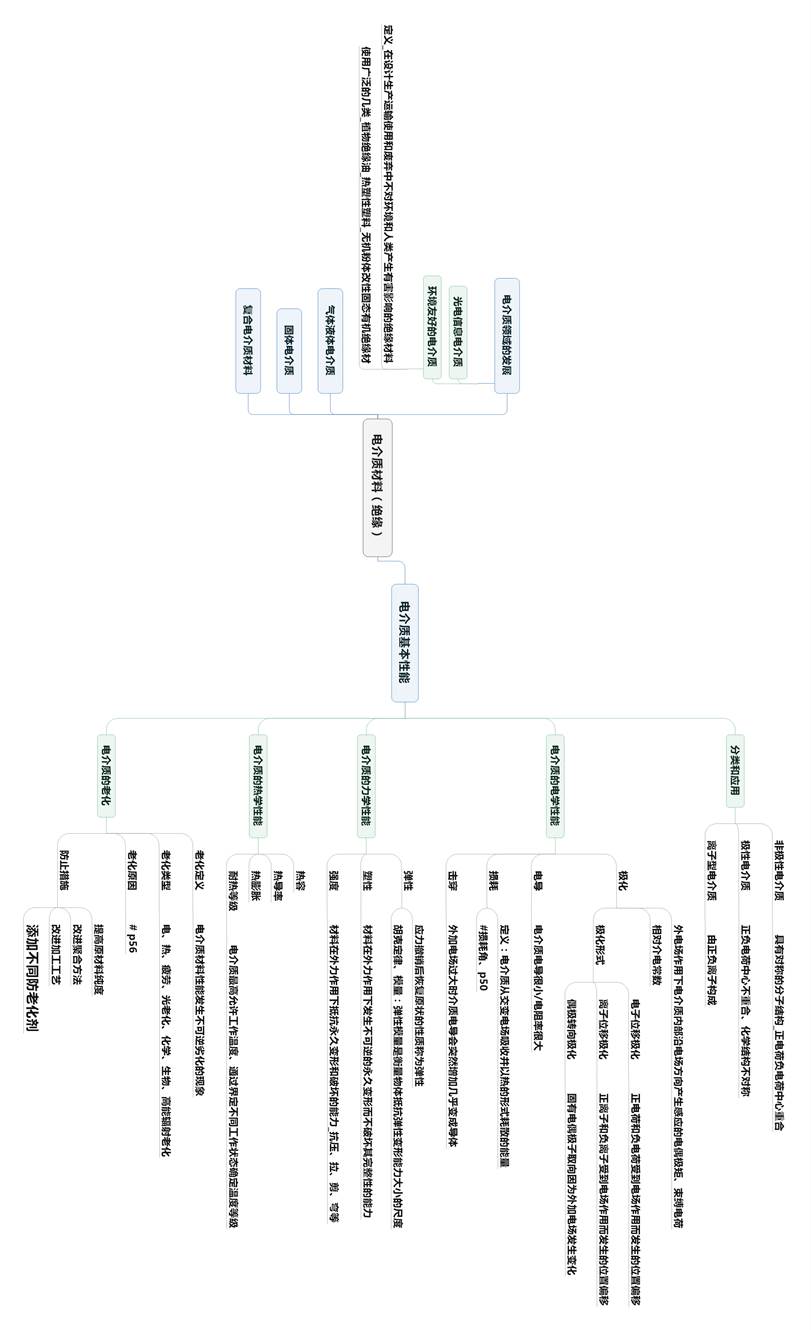 电介质材料（绝缘）
电介质基本性能
分类和应用
非极性电介质
具有对称的分子结构_正电荷负电荷中心重合
极性电介质
正负电荷中心不重合、化学结构不对称
离子型电介质
由正负离子构成
电介质的电学性能
极化
外电场作用下电介质内部沿电场方向产生感应的电偶极矩、束缚电荷
相对介电常数
极化形式
电子位移极化
正电荷和负电荷受到电场作用而发生的位置偏移
离子位移极化
正离子和负离子受到电场作用而发生的位置偏移
偶极转向极化
固有电偶极子取向因为外加电场发生变化
电导
电介质电导很小/电阻率很大
损耗
定义：电介质从交变电场吸收并以热的形式耗散的能量
#损耗角、p50
击穿
外加电场过大时介质电导会突然增加几乎变成导体
电介质的力学性能
弹性
应力撤销后恢复原状的性质称为弹性
胡克定律、模量：弹性模量是衡量物体抵抗弹性变形能力大小的尺度
塑性
材料在外力作用下发生不可逆的永久变形而不破坏其完整性的能力
强度
材料在外力作用下抵抗永久变形和破坏的能力_抗压、拉、剪、弯等
电介质的热学性能
热容
热导率
热膨胀
耐热等级
电介质最高允许工作温度、通过界定不同工作状态确定温度等级
电介质的老化
老化定义
电介质材料性能发生不可逆劣化的现象
老化类型
电、热、疲劳、光老化、化学、生物、高能辐射老化
老化原因
# p56
防止措施
提高原材料纯度
改进聚合方法
改进加工工艺
添加不同防老化剂
电介质领域的发展
光电信息电介质
环境友好的电介质
定义_在设计生产运输使用和废弃中不对环境和人类产生有害影响的绝缘材料
使用广泛的几类_植物绝缘油_热塑性塑料_无机粉体改性固态有机绝缘材
气体液体电介质
固体电介质
复合电介质材料